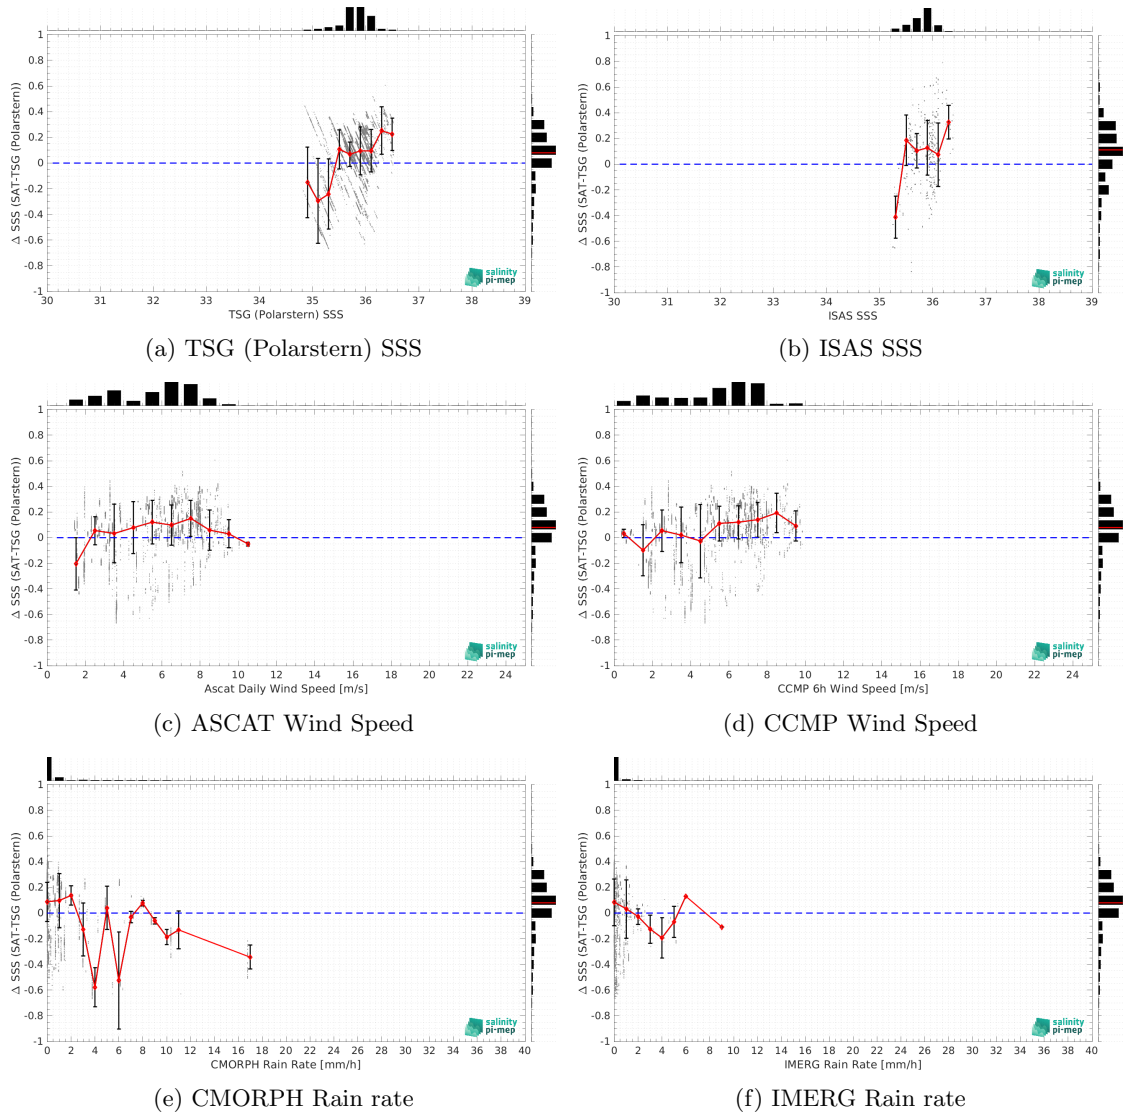 1
0.8
0.6
0.4
0.2
0
-0.2
-0.4
-0.6
-0.8
-1
Δ SSS (SAT-TSG (Polarstern))
salinity
pi-mep
30 31 32 33 34 35 36 37 38 39
TSG (Polarstern) SSS
(a) TSG (Polarstern) SSS
1
0.8
0.6
0.4
0.2
0
-0.2
-0.4
-0.6
-0.8
-1
Δ SSS (SAT-TSG (Polarstern))
salinity
pi-mep
30 31 32 33 34 35 36 37 38 39
ISAS SSS
(b) ISAS SSS
1
0.8
0.6
0.4
0.2
0
-0.2
-0.4
-0.6
-0.8
-1
Δ SSS (SAT-TSG (Polarstern))
salinity
pi-mep
0 2 4 6 8 10 12 14 16 18 20 22 24
Ascat Daily Wind Speed [m/s]
(c) ASCAT Wind Speed
1
0.8
0.6
0.4
0.2
0
-0.2
-0.4
-0.6
-0.8
-1
Δ SSS (SAT-TSG (Polarstern))
salinity
pi-mep
0 2 4 6 8 10 12 14 16 18 20 22 24
CCMP 6h Wind Speed [m/s]
(d) CCMP Wind Speed
1
0.8
0.6
0.4
0.2
0
-0.2
-0.4
-0.6
-0.8
-1
Δ SSS (SAT-TSG (Polarstern))
salinity
pi-mep
0 2 4 6 8 10 12 14 16 18 20 22 24 26 28 30 32 34 36 38 40
CMORPH Rain Rate [mm/h]
(e) CMORPH Rain rate
1
0.8
0.6
0.4
0.2
0
-0.2
-0.4
-0.6
-0.8
-1
Δ SSS (SAT-TSG (Polarstern))
salinity
pi-mep
0 2 4 6 8 10 12 14 16 18 20 22 24 26 28 30 32 34 36 38 40
IMERG Rain Rate [mm/h]
(f) IMERG Rain rate